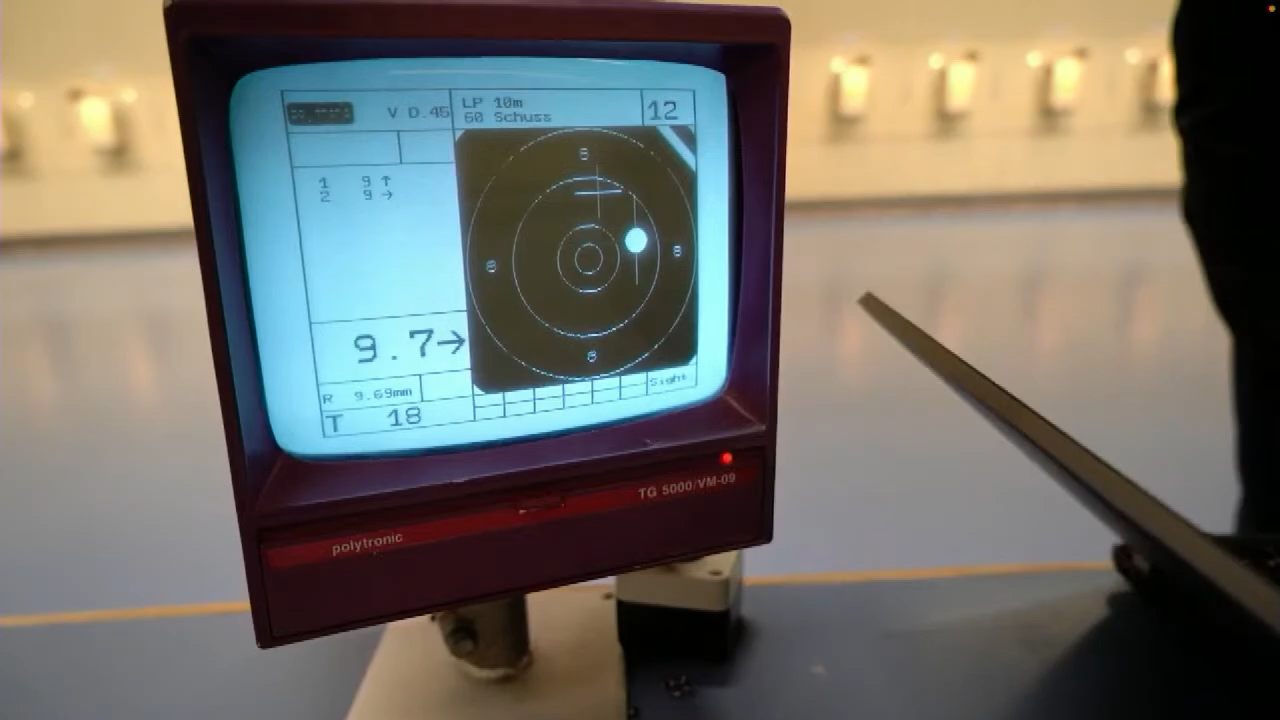 V D.45
LP 10m
60 Schuss
12
1 9 ↑
2 9 →
8
8
8
8
9.7→
R 9.69mm
Sight
T 18
TG 5000/VM-09
polytronic